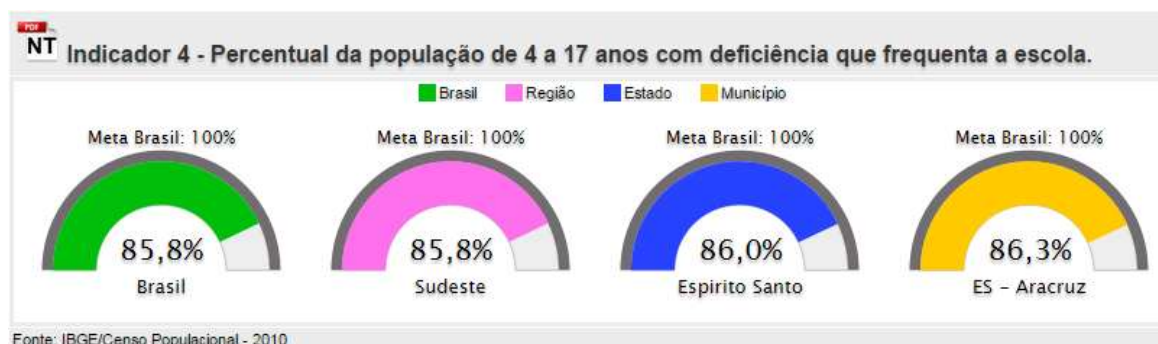 PDF
NT
Indicador 4 - Percentual da população de 4 a 17 anos com deficiência que frequenta a escola.
Brasil Região Estado Município
Meta Brasil: 100% Meta Brasil: 100% Meta Brasil: 100% Meta Brasil: 100%
85,8% 85,8% 86,0% 86,3%
Brasil Sudeste Espirito Santo ES - Aracruz
Fonte: IBGE/Censo Populacional - 2010